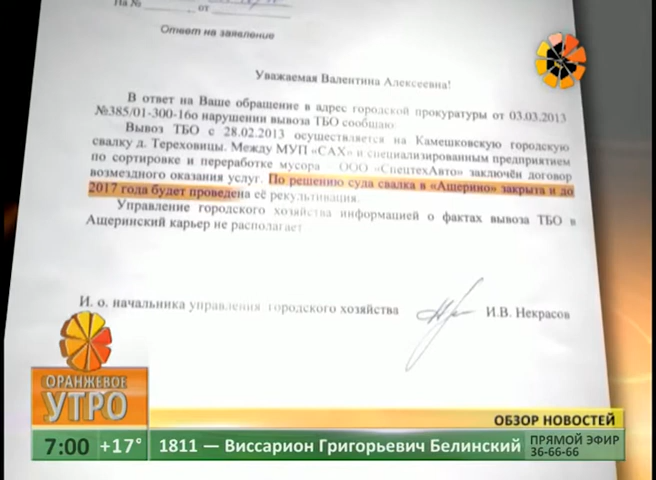 На № , от
Ответ на заявление
Уважаемая Валентина Алексеевна!
В ответ на Ваше обращение в адрес городской прокуратуры от 03.03.2013
№385/01-300-16о нарушении вывоза ТБО сообщаю:
Вывоз ТБО с 28.02.2013 осуществляется на Камешковскую городскую
свалку д. Тереховицы. Между МУП «САХ» и специализированным предприятием
по сортировке и переработке мусора – ООО «СпецтехАвто» заключён договор
возмездного оказания услуг. По решению суда свалка в «Ащерино» закрыта и до
2017 года будет проведена её рекультивация.
Управление городского хозяйства информацией о фактах вывоза ТБО в
Ащеринский карьер не располагает.
И. о. начальника управления городского хозяйства И.В. Некрасов
ОРАНЖЕВОЕ
УТРО
ОБЗОР НОВОСТЕЙ
7:00 +17° 1811 — Виссарион Григорьевич Белинский ПРЯМОЙ ЭФИР
36-66-66